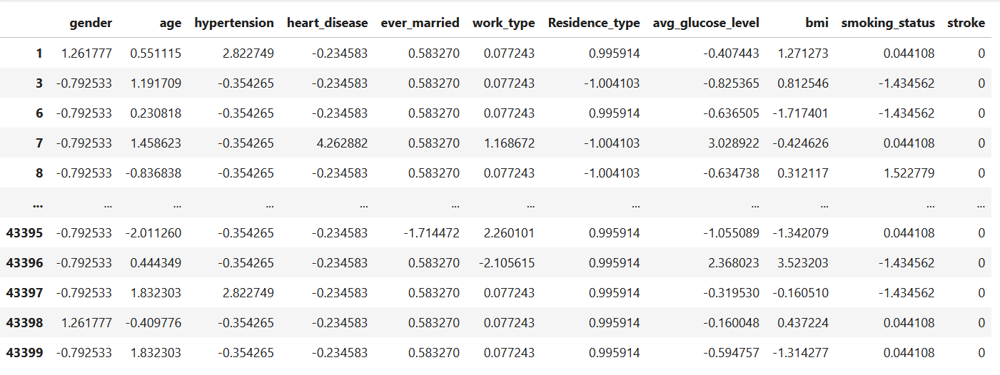 gender age hypertension heart_disease ever_married work_type Residence_type avg_glucose_level bmi smoking_status stroke
1 1.261777 0.551115 2.822749 -0.234583 0.583270 0.077243 0.995914 -0.407443 1.271273 0.044108 0
3 -0.792533 1.191709 -0.354265 -0.234583 0.583270 0.077243 -1.004103 -0.825365 0.812546 -1.434562 0
6 -0.792533 0.230818 -0.354265 -0.234583 0.583270 0.077243 0.995914 -0.636505 -1.717401 -1.434562 0
7 -0.792533 1.458623 -0.354265 4.262882 0.583270 1.168672 -1.004103 3.028922 -0.424626 0.044108 0
8 -0.792533 -0.836838 -0.354265 -0.234583 0.583270 0.077243 -1.004103 -0.634738 0.312117 1.522779 0
... ... ... ... ... ... ... ... ... ... ... ...
43395 -0.792533 -2.011260 -0.354265 -0.234583 -1.714472 2.260101 0.995914 -1.055089 -1.342079 0.044108 0
43396 -0.792533 0.444349 -0.354265 -0.234583 0.583270 -2.105615 0.995914 2.368023 3.523203 -1.434562 0
43397 -0.792533 1.832303 2.822749 -0.234583 0.583270 0.077243 0.995914 -0.319530 -0.160510 -1.434562 0
43398 1.261777 -0.409776 -0.354265 -0.234583 0.583270 0.077243 0.995914 -0.160048 0.437224 0.044108 0
43399 -0.792533 1.832303 -0.354265 -0.234583 0.583270 0.077243 0.995914 -0.594757 -1.314277 0.044108 0